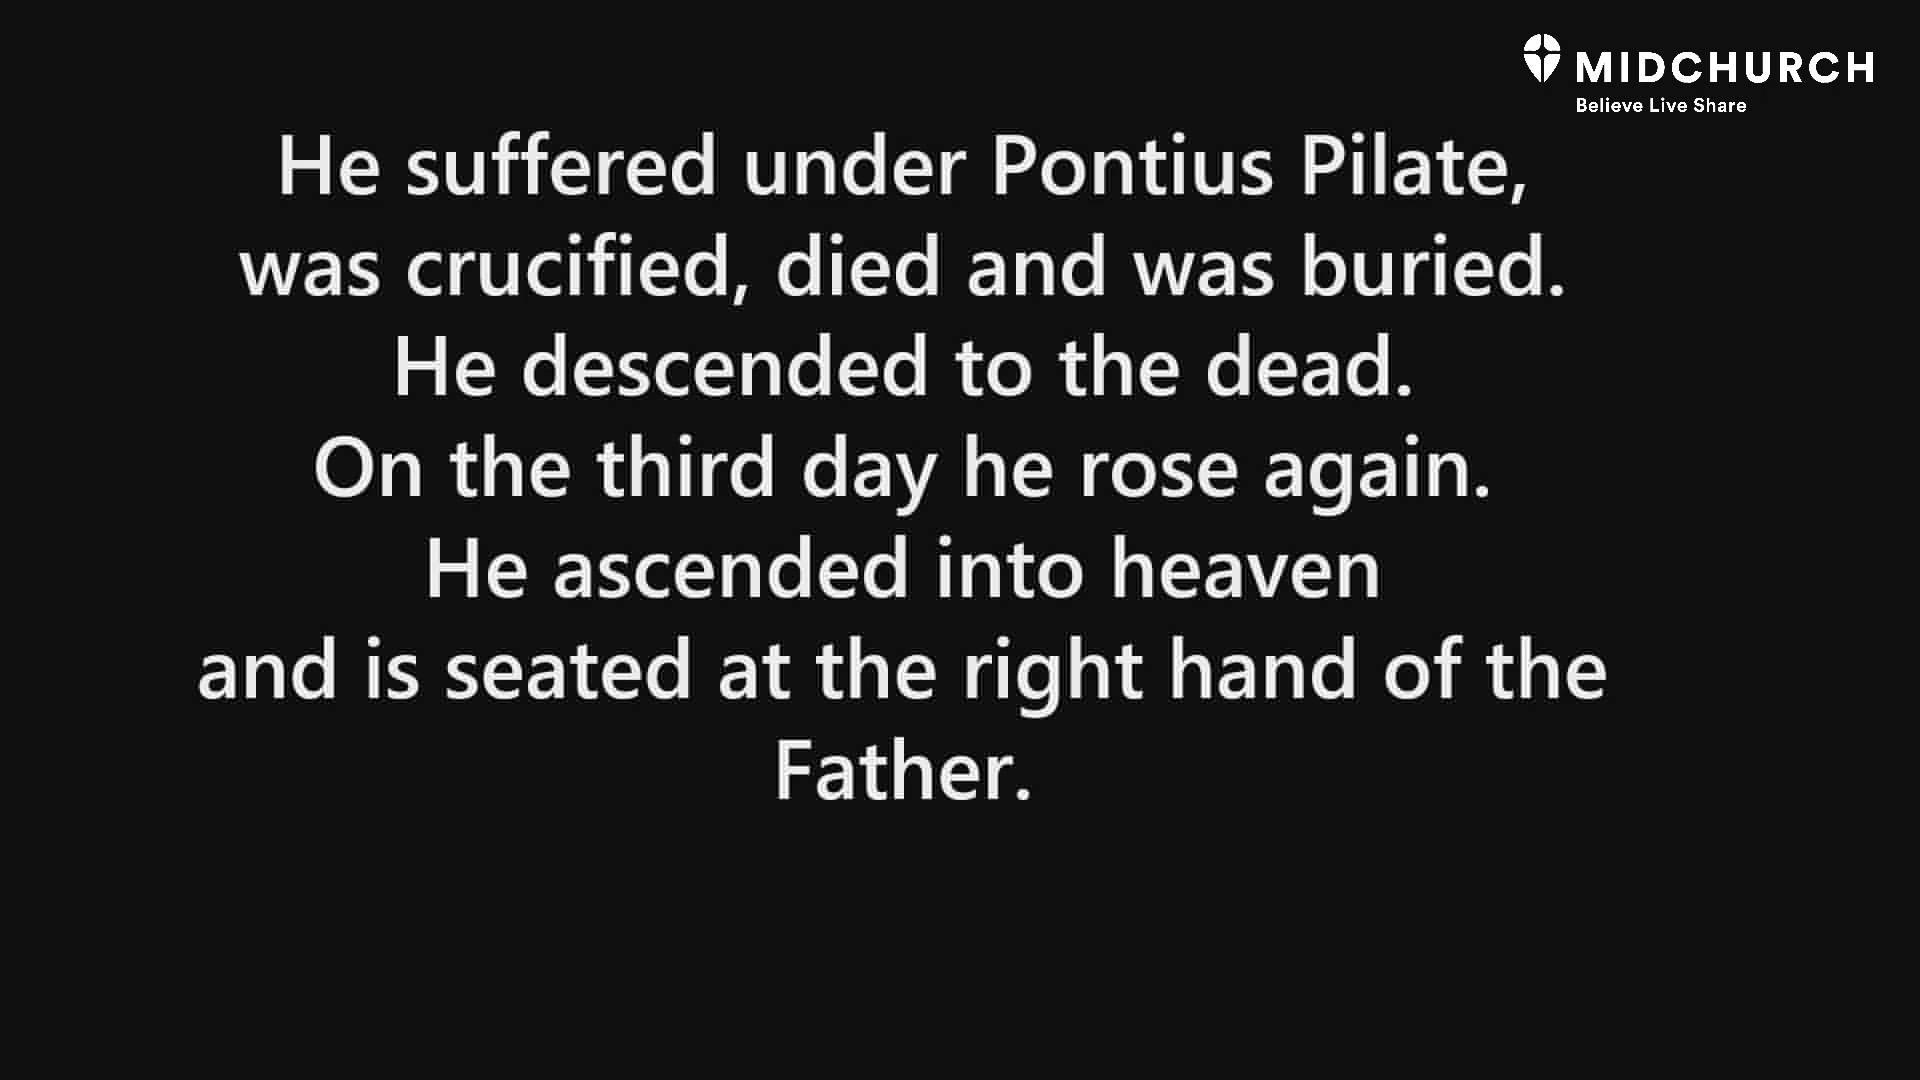 MIDCHURCH
Believe Live Share
He suffered under Pontius Pilate,
was crucified, died and was buried.
He descended to the dead.
On the third day he rose again.
He ascended into heaven
and is seated at the right hand of the
Father.